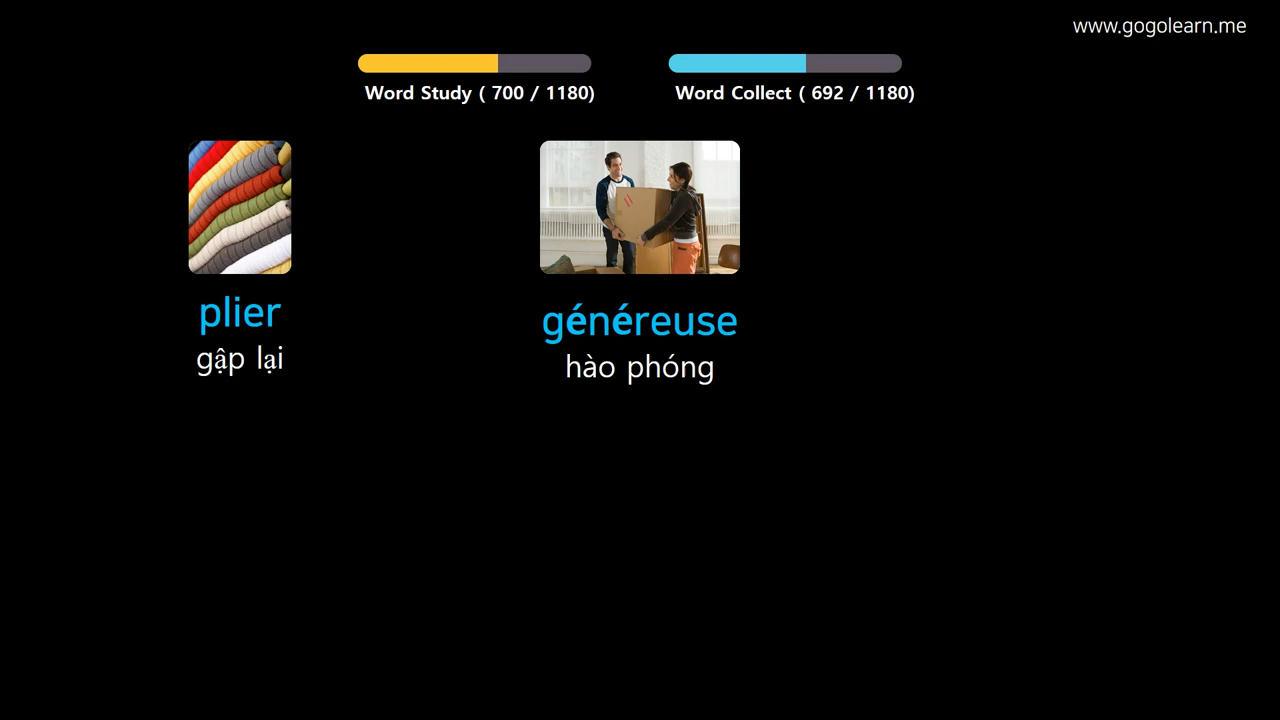 www.gogolearn.me
Word Study ( 700 / 1180)
Word Collect ( 692 / 1180)
plier
gập lại
généreuse
hào phóng